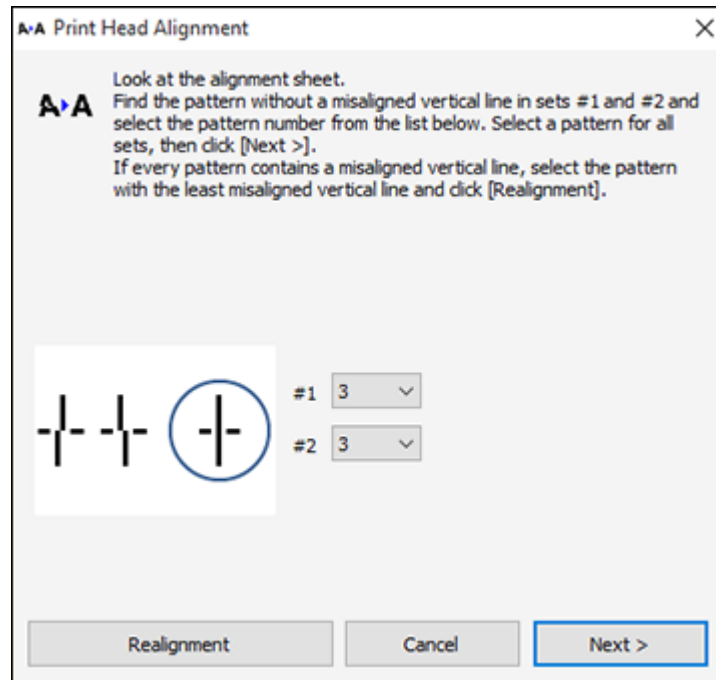 A▸A Print Head Alignment
A▸A
Look at the alignment sheet.
Find the pattern without a misaligned vertical line in sets #1 and #2 and
select the pattern number from the list below. Select a pattern for all
sets, then click [Next >].
If every pattern contains a misaligned vertical line, select the pattern
with the least misaligned vertical line and click [Realignment].
#1 3
#2 3
Realignment Cancel Next >